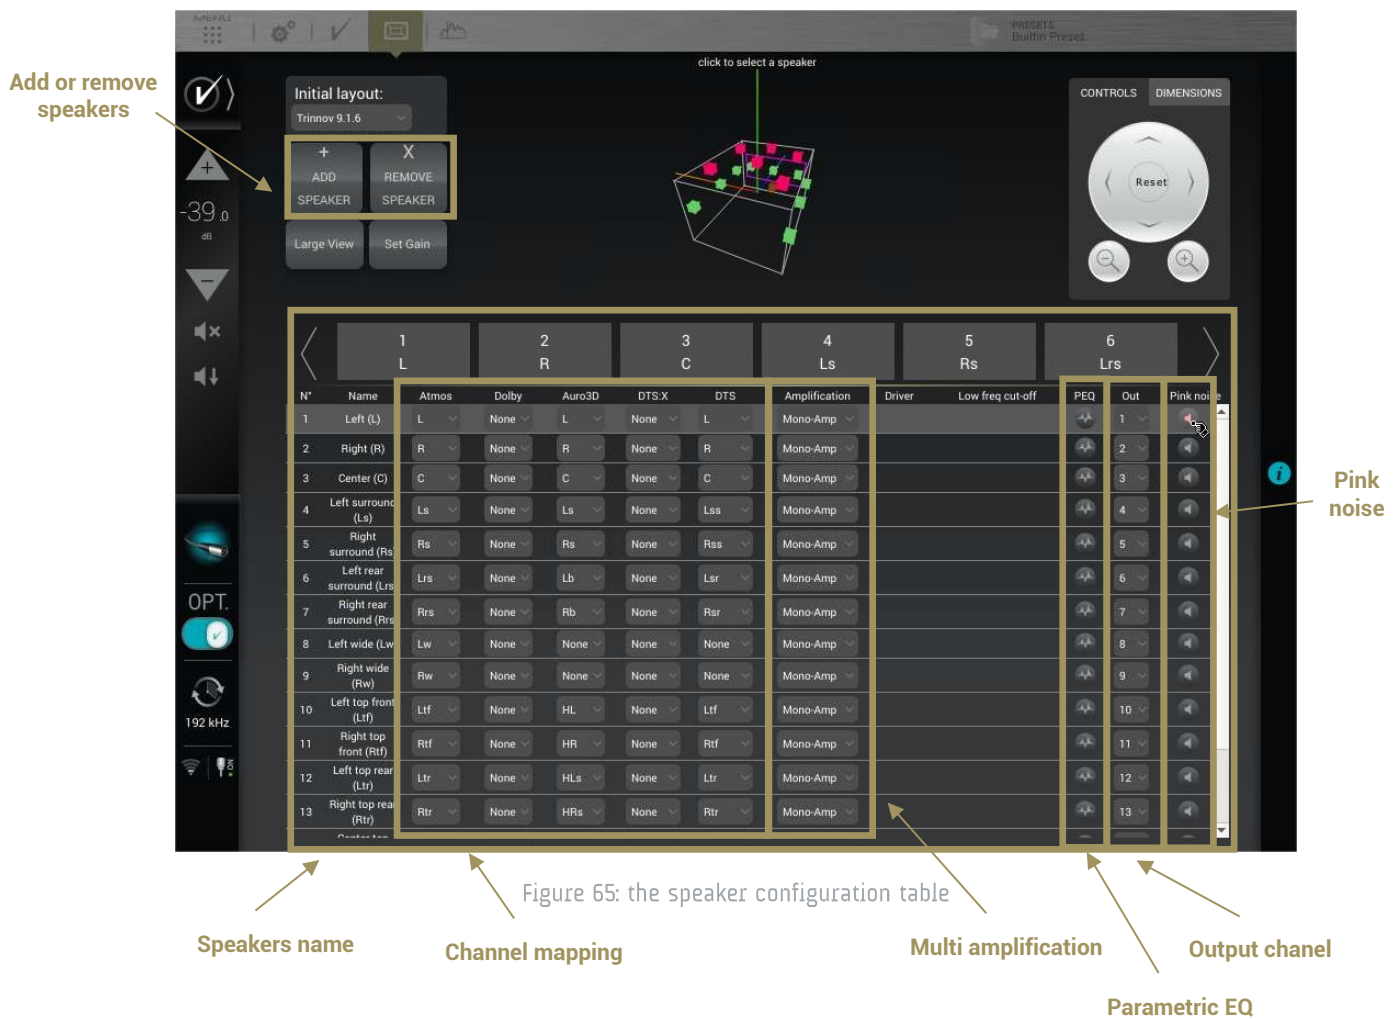 MENU
PRESETS
Builtin Preset
click to select a speaker
Add or remove
speakers
Initial layout:
Trinnov 9.1.6
+
ADD
SPEAKER
X
REMOVE
SPEAKER
Large View
Set Gain
CONTROLS
DIMENSIONS
Reset
-39.0
dB
OPT.
192 kHz
NO
1
L
2
R
3
C
4
Ls
5
Rs
6
Lrs
N° Name Atmos Dolby Auro3D DTS:X DTS Amplification Driver Low freq cut-off PEQ Out Pink noise
1 Left (L) L None L None L Mono-Amp 1
2 Right (R) R None R None R Mono-Amp 2
3 Center (C) C None C None C Mono-Amp 3
4 Left surround
(Ls) Ls None Ls None Lss Mono-Amp 4
5 Right
surround (Rs Rs None Rs None Rss Mono-Amp 5
6 Left rear
surround (Lrs Lrs None Lb None Lsr Mono-Amp 6
7 Right rear
surround (Rrs Rrs None Rb None Rsr Mono-Amp 7
8 Left wide (Lw Lw None None None None Mono-Amp 8
9 Right wide
(Rw) Rw None None None None Mono-Amp 9
10 Left top front
(Ltf) Ltf None HL None Ltf Mono-Amp 10
11 Right top
front (Rtf) Rtf None HR None Rtf Mono-Amp 11
12 Left top rear
(Ltr) Ltr None HLs None Ltr Mono-Amp 12
13 Right top rea
(Rtr) Rtr None HRs None Rtr Mono-Amp 13
Center top
i
Pink
noise
Figure 65: the speaker configuration table
Speakers name
Channel mapping
Multi amplification
Output chanel
Parametric EQ